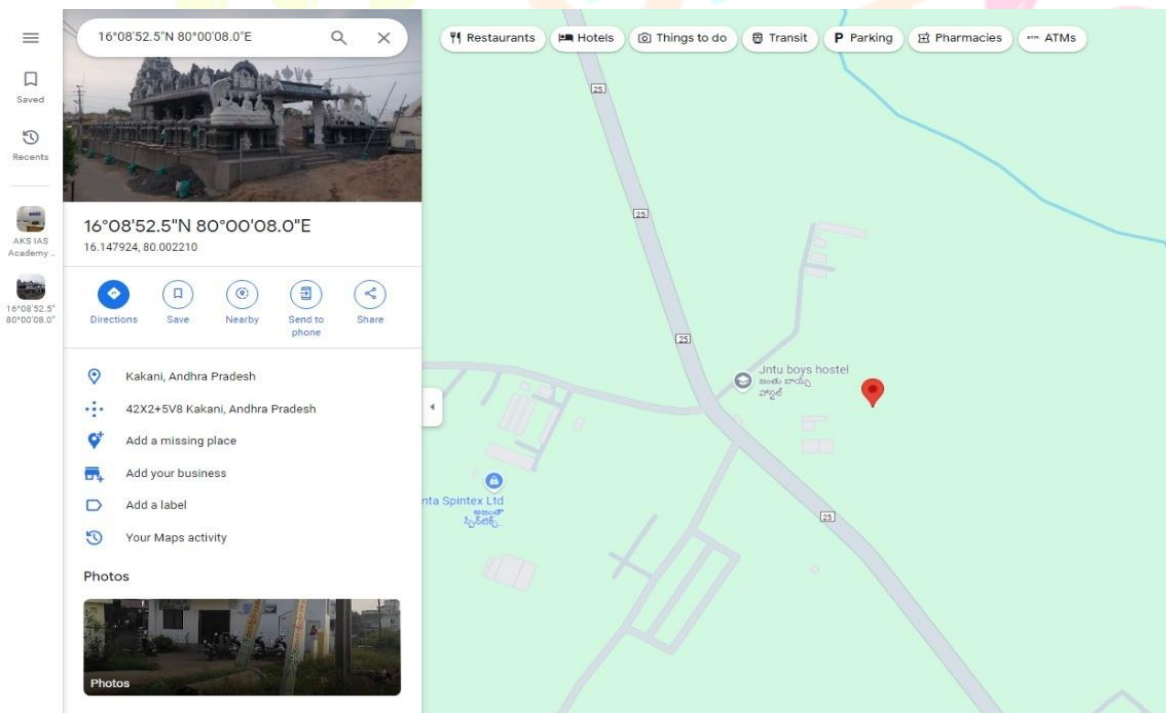 16°08'52.5"N 80°00'08.0"E
Restaurants
Hotels
Things to do
Transit
P Parking
Pharmacies
ATMs
Saved
Recents
AKS IAS
Academy ..
16°08'52.5"
80°00'08.0"
16°08'52.5"N 80°00'08.0"E
16.147924, 80.002210
Directions
Save
Nearby
Send to
phone
Share
Kakani, Andhra Pradesh
42X2+5V8 Kakani, Andhra Pradesh
Add a missing place
Add your business
Add a label
Your Maps activity
Photos
Photos
25
25
25
Jntu boys hostel
జంతు బాయ్స్
హాస్టల్
nta Spintex Ltd
అజంతా
స్పిన్‌టెక్స్...
25